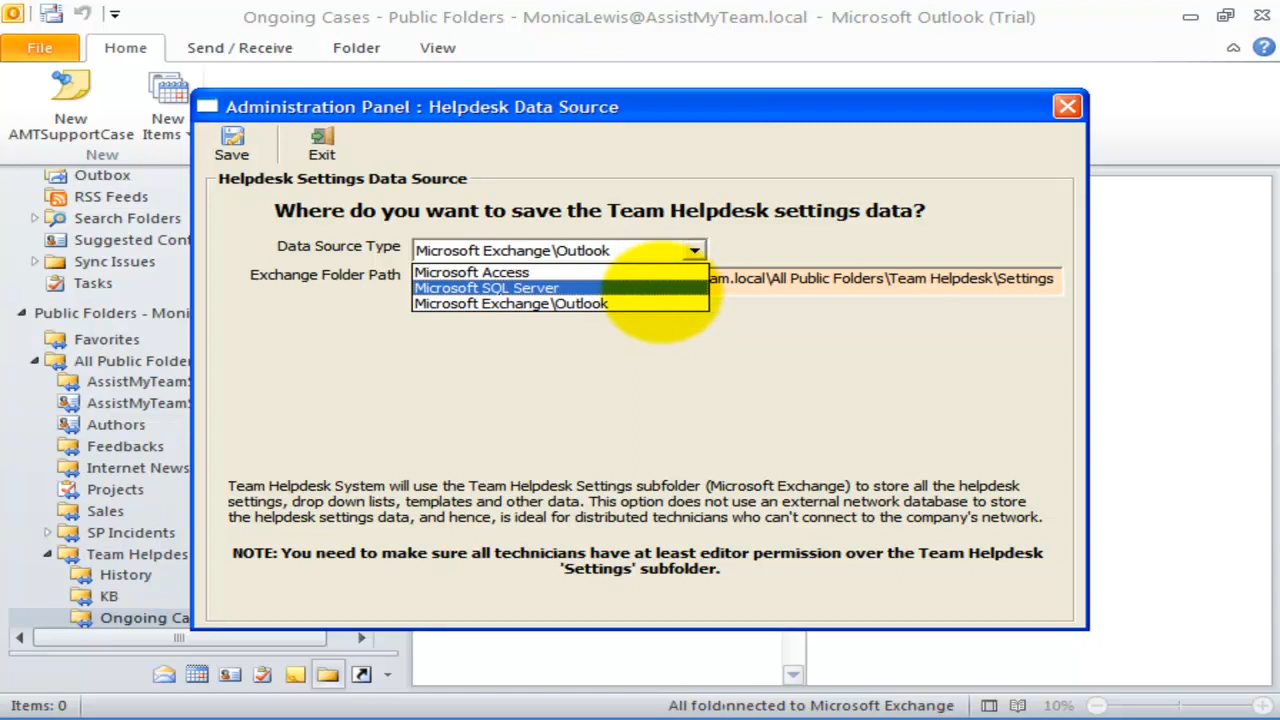 Ongoing Cases - Public Folders - MonicaLewis@AssistMyTeam.local - Microsoft Outlook (Trial)
File Home Send / Receive Folder View
New AMTSupportCase
New Items
New
Outbox
RSS Feeds
Search Folders
Suggested Cont
Sync Issues
Tasks
Public Folders - Moni
Favorites
All Public Folde
AssistMyTeamS
AssistMyTeamS
Authors
Feedbacks
Internet News
Projects
Sales
SP Incidents
Team Helpdes
History
KB
Ongoing Ca
Administration Panel : Helpdesk Data Source
Save Exit
Helpdesk Settings Data Source
Where do you want to save the Team Helpdesk settings data?
Data Source Type Microsoft Exchange\Outlook
Microsoft Access
Microsoft SQL Server
Microsoft Exchange\Outlook
Exchange Folder Path am.local\All Public Folders\Team Helpdesk\Settings
Team Helpdesk System will use the Team Helpdesk Settings subfolder (Microsoft Exchange) to store all the helpdesk
settings, drop down lists, templates and other data. This option does not use an external network database to store
the helpdesk settings data, and hence, is ideal for distributed technicians who can't connect to the company's network.
NOTE: You need to make sure all technicians have at least editor permission over the Team Helpdesk
'Settings' subfolder.
Items: 0 All foldnnected to Microsoft Exchange 10%